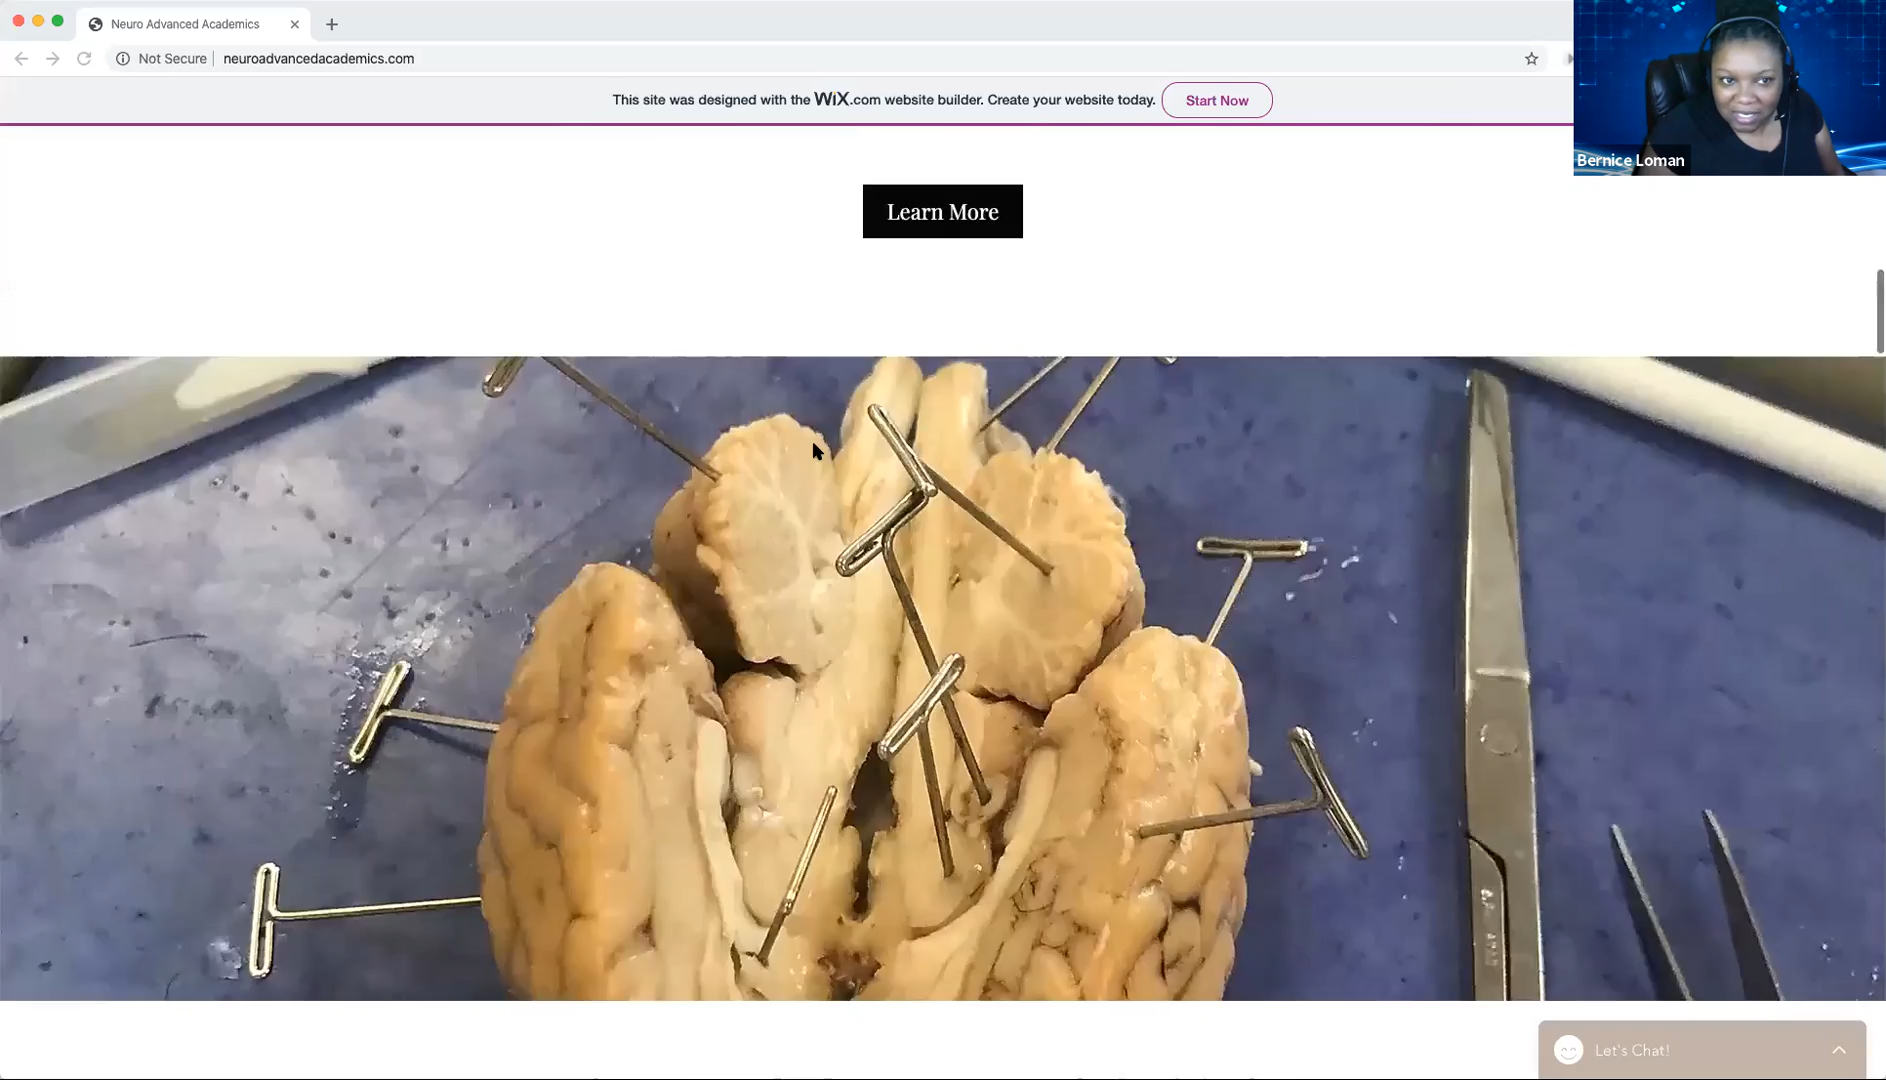 Neuro Advanced Academics
Not Secure
neuroadvancedacademics.com
This site was designed with the WiX.com website builder. Create your website today.
Start Now
Bernice Loman
Learn More
Let's Chat!